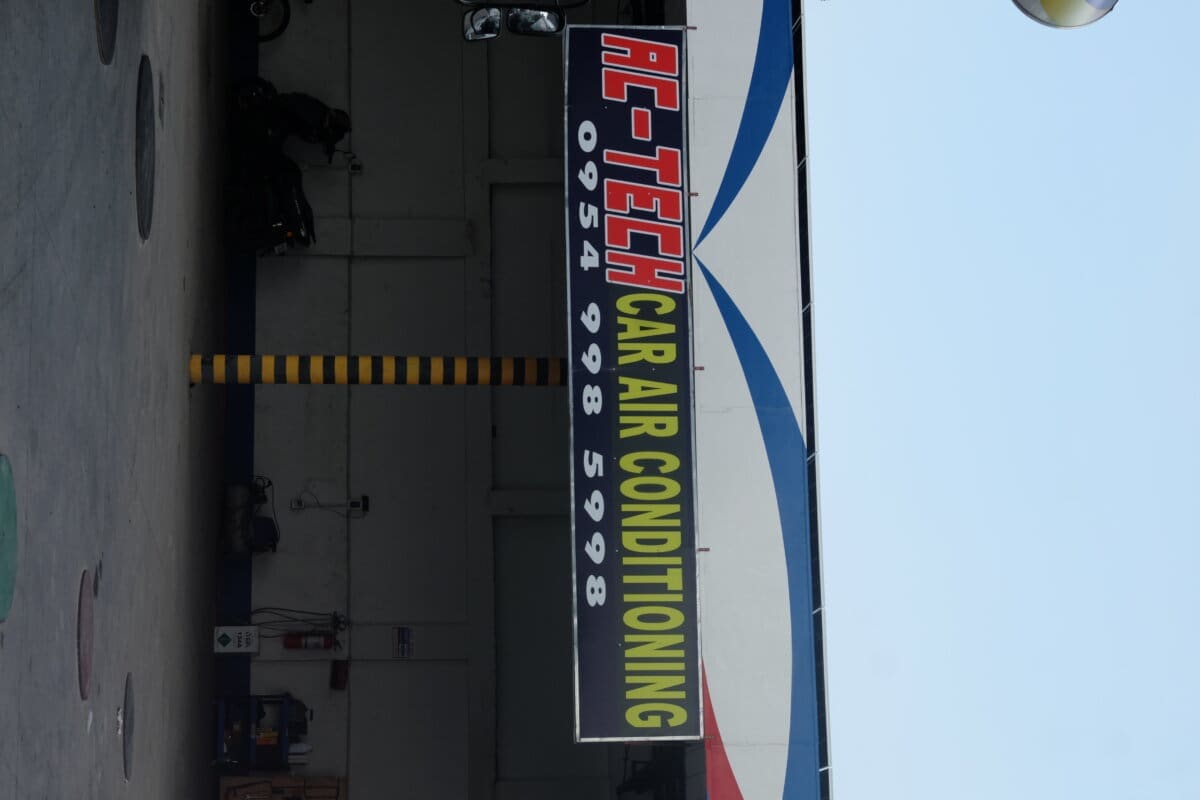 AC-TECH CAR AIR CONDITIONING
0954 998 5998